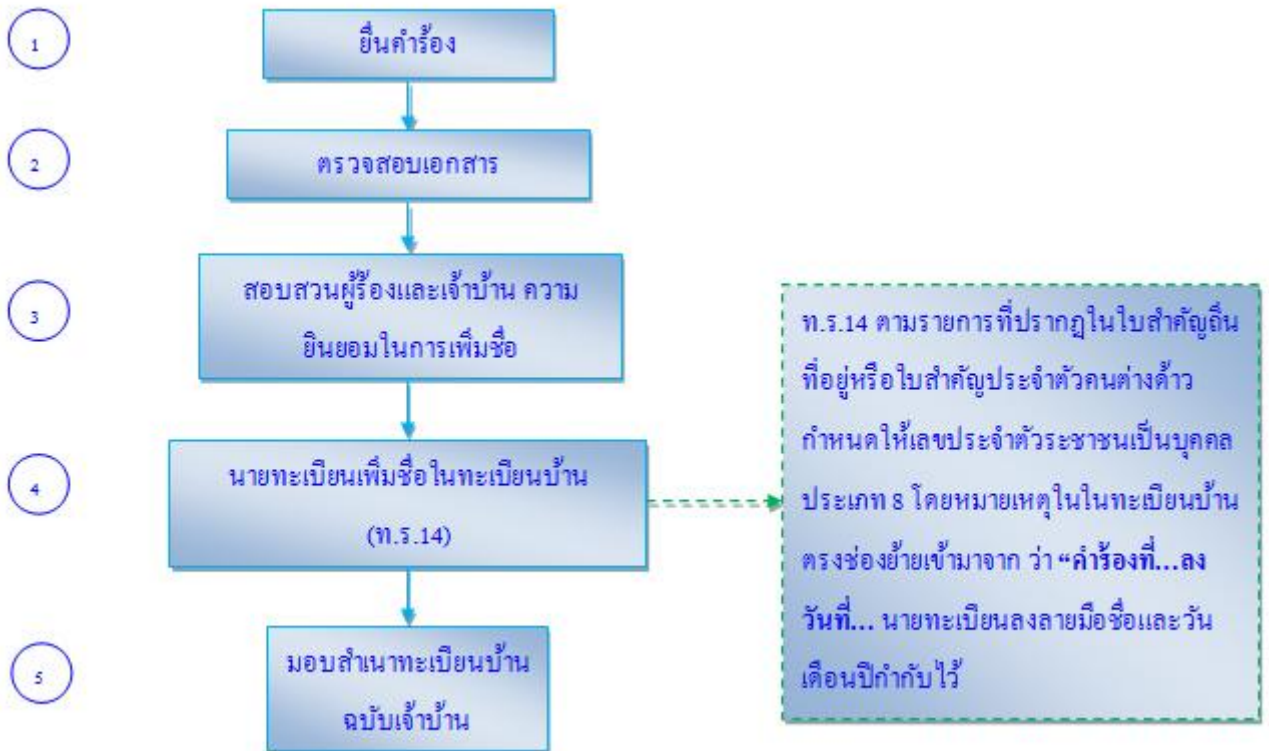 1
ยื่นคำร้อง
2
ตรวจสอบเอกสาร
3
สอบสวนผู้ร้องและเจ้าบ้าน ความ
ยินยอมในการเพิ่มชื่อ
4
นายทะเบียนเพิ่มชื่อในทะเบียนบ้าน
(ท.ร.14)
ท.ร.14 ตามรายการที่ปรากฏในใบสำคัญถิ่น
ที่อยู่หรือใบสำคัญประจำตัวคนต่างด้าว
กำหนดให้เลขประจำตัวระชาชนเป็นบุคคล
ประเภท 8 โดยหมายเหตุในในทะเบียนบ้าน
ตรงช่องย้ายเข้ามาจาก ว่า “คำร้องที่...ลง
วันที่... นายทะเบียนลงลายมือชื่อและวัน
เดือนปีกำกับไว้
5
มอบสำเนาทะเบียนบ้าน
ฉบับเจ้าบ้าน